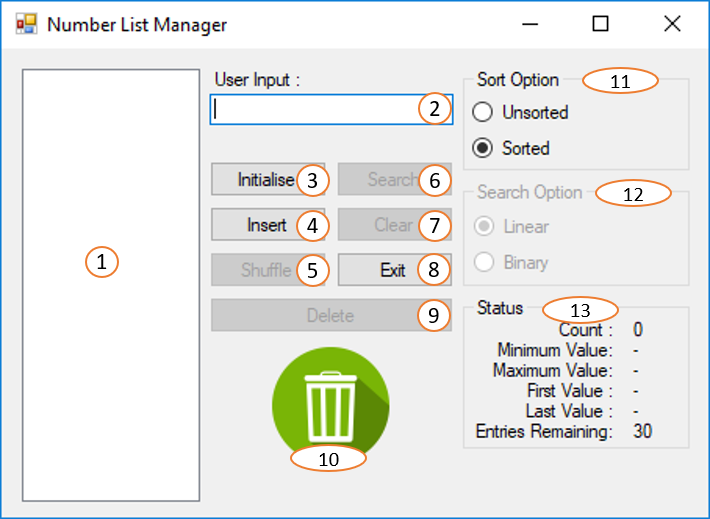 Number List Manager
1
User Input :
2
Initialise 3
Search 6
Insert 4
Clear 7
Shuffle 5
Exit 8
Delete 9
10
Sort Option 11
Unsorted
Sorted
Search Option 12
Linear
Binary
Status 13
Count : 0
Minimum Value: -
Maximum Value: -
First Value : -
Last Value : -
Entries Remaining: 30